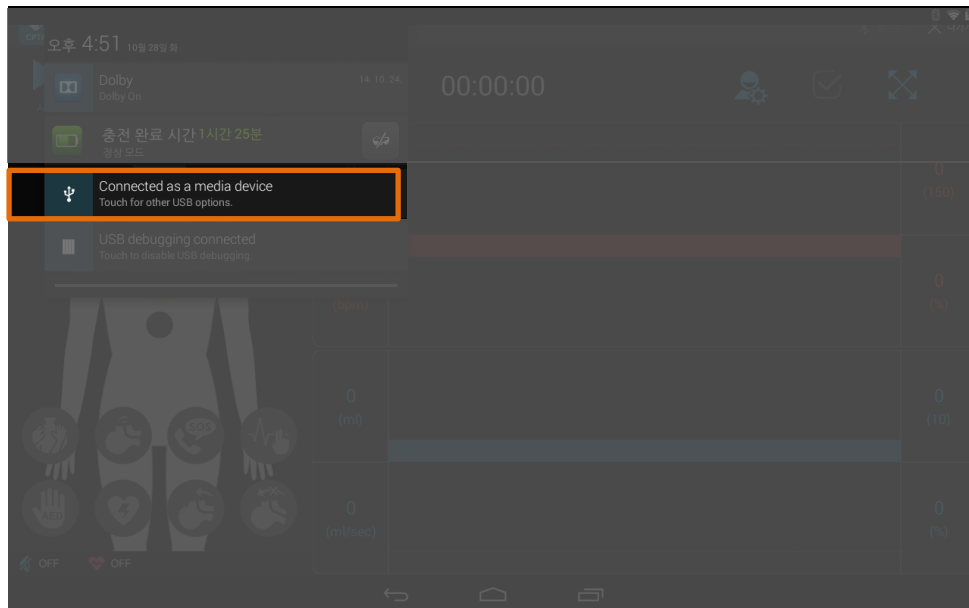 오후 4:51 10월 28일 화
Dolby
14. 10. 24
Dolby On
00:00:00
충전 완료 시간 1시간 25분
정상 모드
Connected as a media device
Touch for other USB options.
0
(150)
USB debugging connected
Touch to disable USB debugging.
(bpm)
0
(%)
0
(ml)
0
(10)
SOS
AED
0
(ml/sec)
0
(%)
OFF
OFF